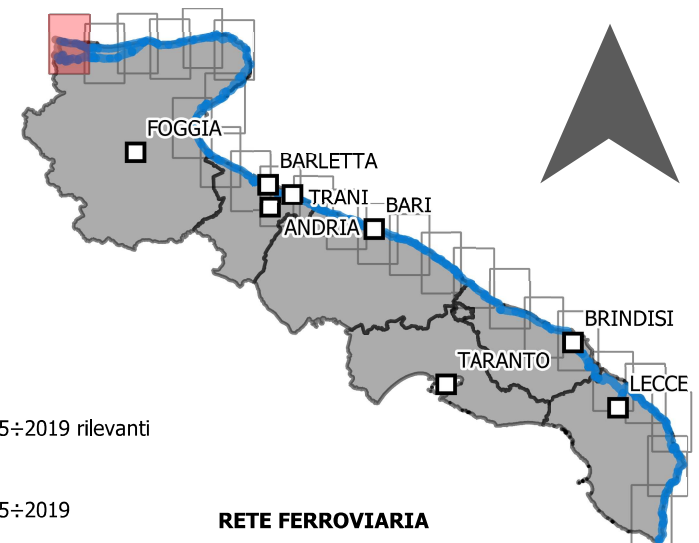 FOGGIA
BARLETTA
TRANI
BARI
ANDRIA
BRINDISI
TARANTO
LECCE
5÷2019 rilevanti
5÷2019
RETE FERROVIARIA